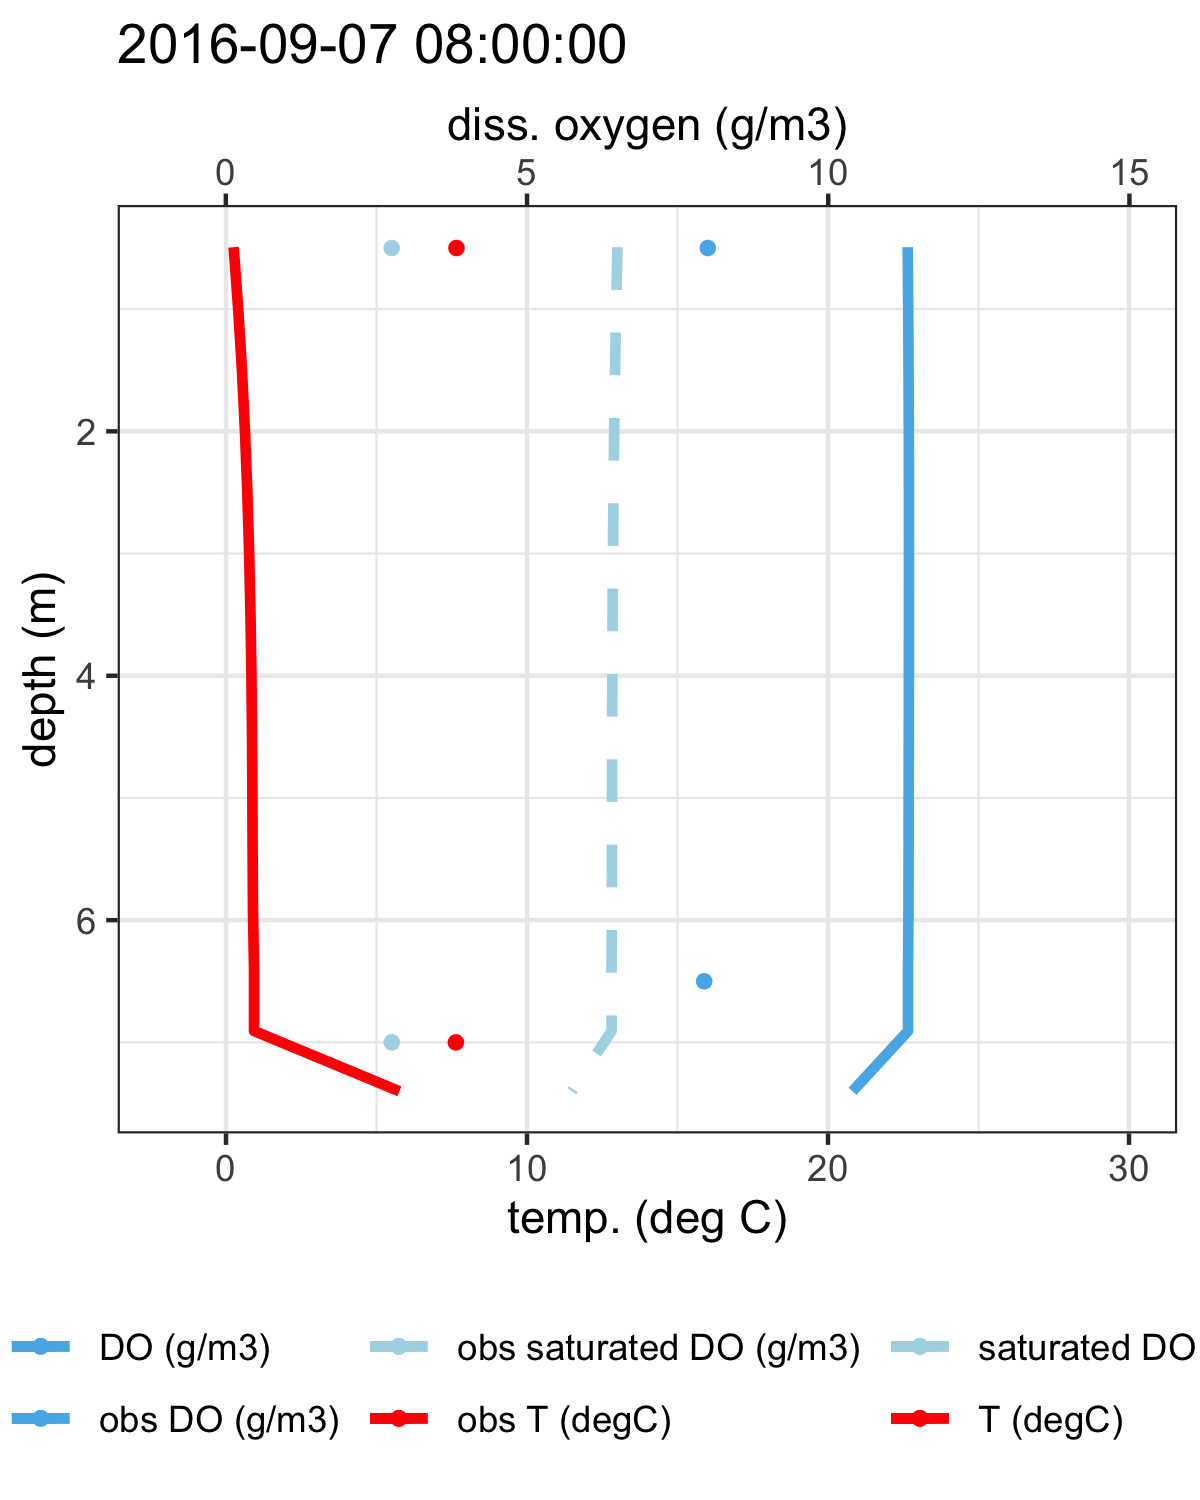 2016-09-07 08:00:00
diss. oxygen (g/m3)
0 5 10 15
2
4
6
depth (m)
0 10 20 30
temp. (deg C)
DO (g/m3) obs saturated DO (g/m3) saturated DO
obs DO (g/m3) obs T (degC) T (degC)